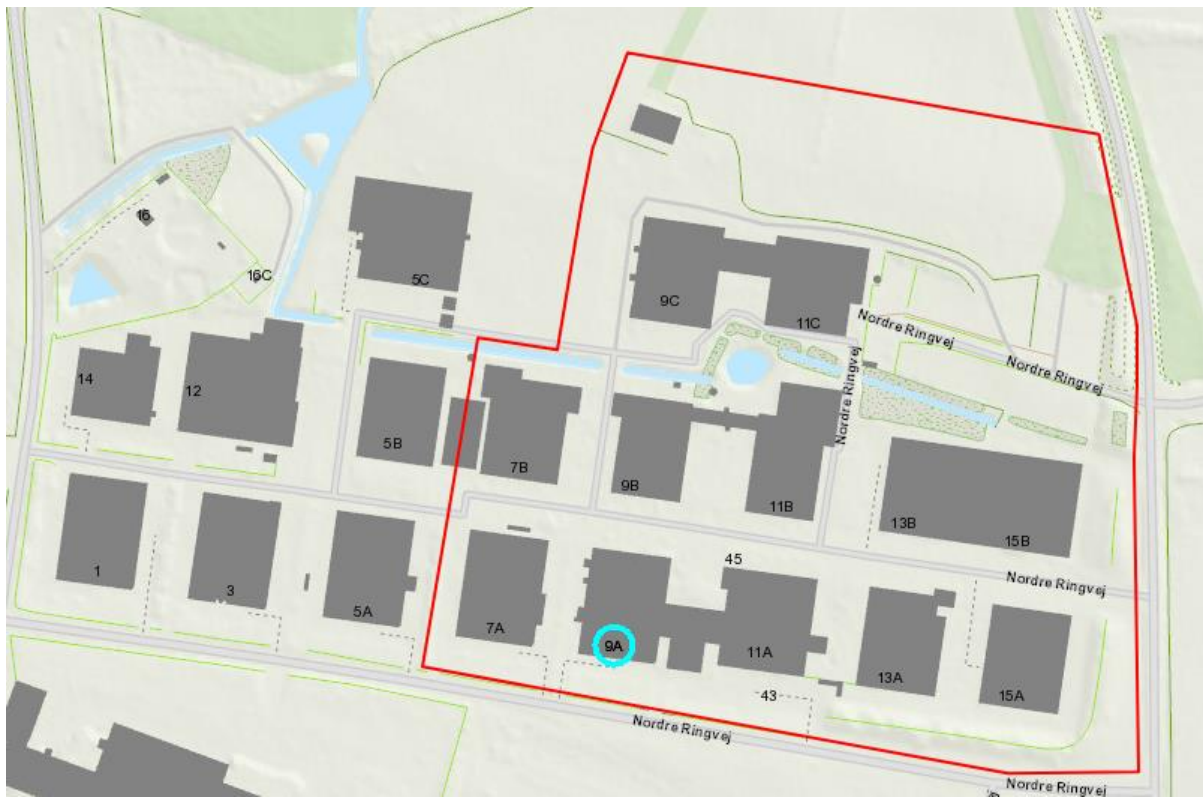 16
16C
5C
9C
11C
Nordre Ringvej
Nordre Ringvej
Nordre Ringvej
14
12
5B
7B
9B
11B
13B
15B
45
Nordre Ringvej
1
3
5A
7A
9A
11A
13A
15A
43
Nordre Ringvej
Nordre Ringvej